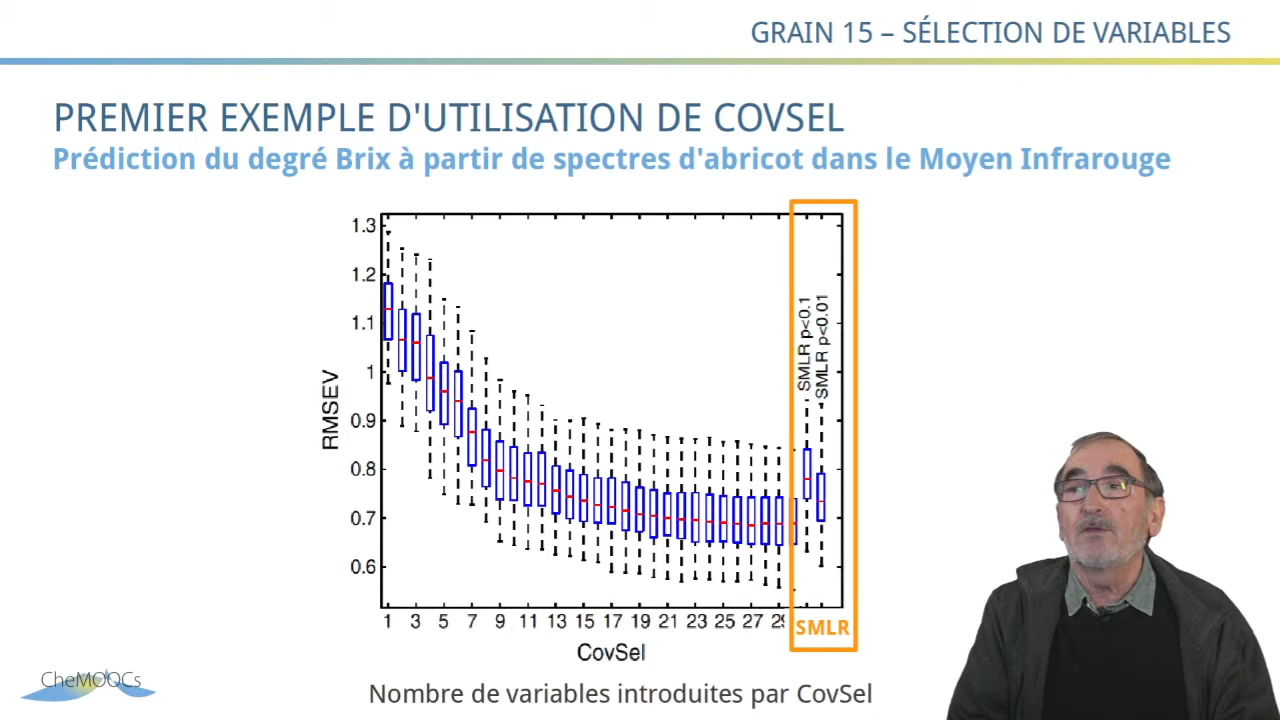 GRAIN 15 – SÉLECTION DE VARIABLES
PREMIER EXEMPLE D'UTILISATION DE COVSEL
Prédiction du degré Brix à partir de spectres d'abricot dans le Moyen Infrarouge
1.3
1.2
1.1
1
0.9
0.8
0.7
0.6
RMSEV
SMLR p<0.1
SMLR p<0.01
1 3 5 7 9 11 13 15 17 19 21 23 25 27 29
SMLR
CovSel
Nombre de variables introduites par CovSel
CheMOOCs